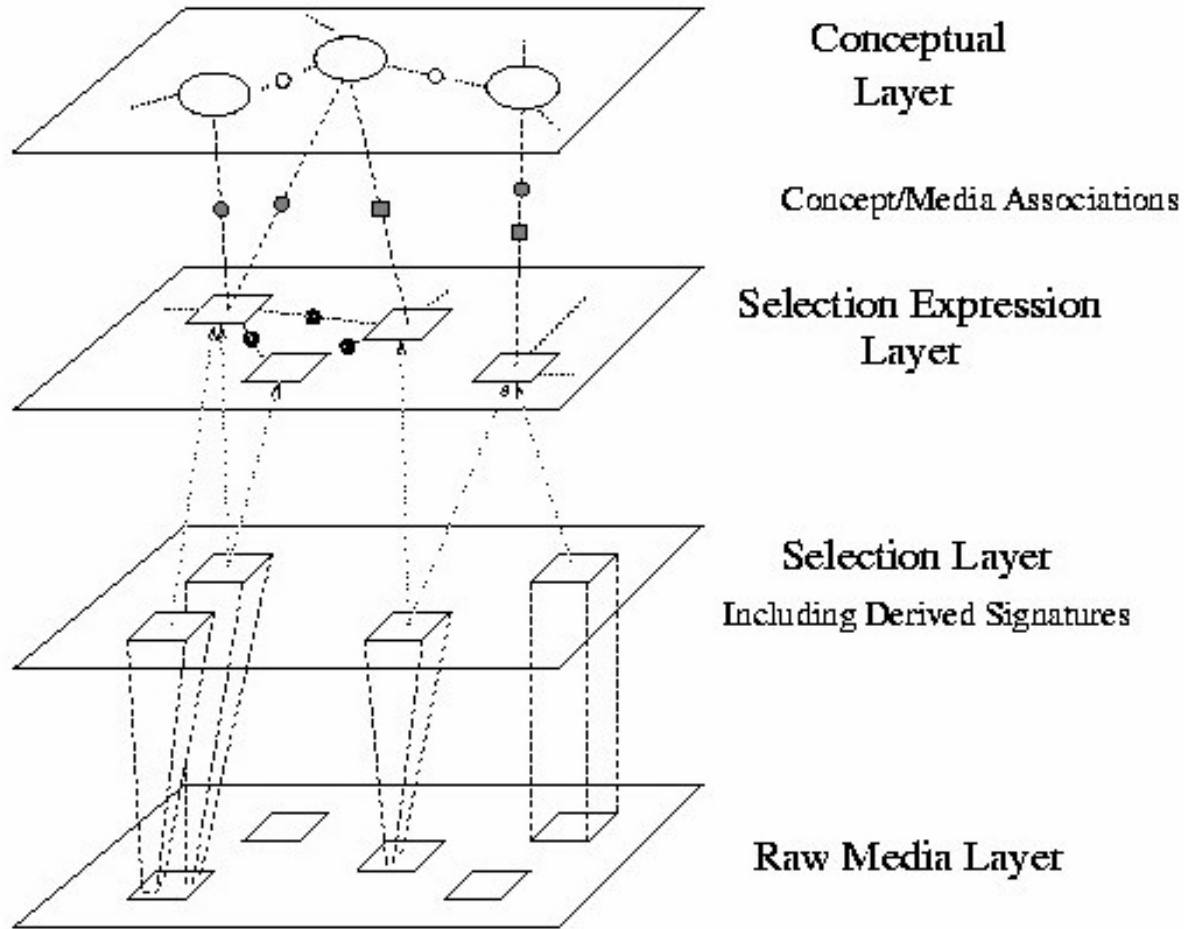 Conceptual
Layer
Concept/Media Associations
Selection Expression
Layer
Selection Layer
Including Derived Signatures
Raw Media Layer